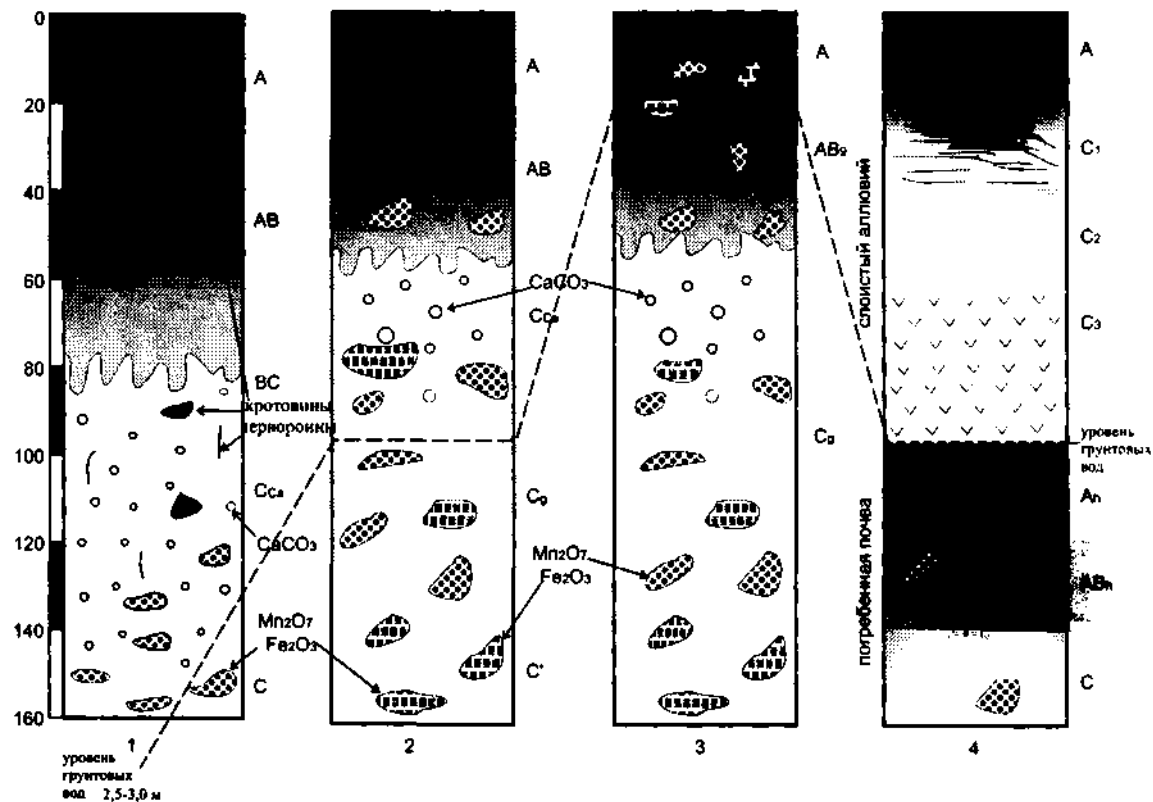 0
20
40
60
80
100
120
140
160
A
AB
BC
кротовины
червороины
Cca
CaCO₃
Mn₂O₇
Fe₂O₃
C
1
уровень
грунтовых
вод 2,5-3,0 м
A
AB
CaCO₃
Cca
Cg
Mn₂O₇
Fe₂O₃
C'
2
A
ABg
Cg
3
слоистый аллювий
погребенная почва
A
C₁
C₂
C₃
уровень
грунтовых
вод
Ah
ABh
C
4